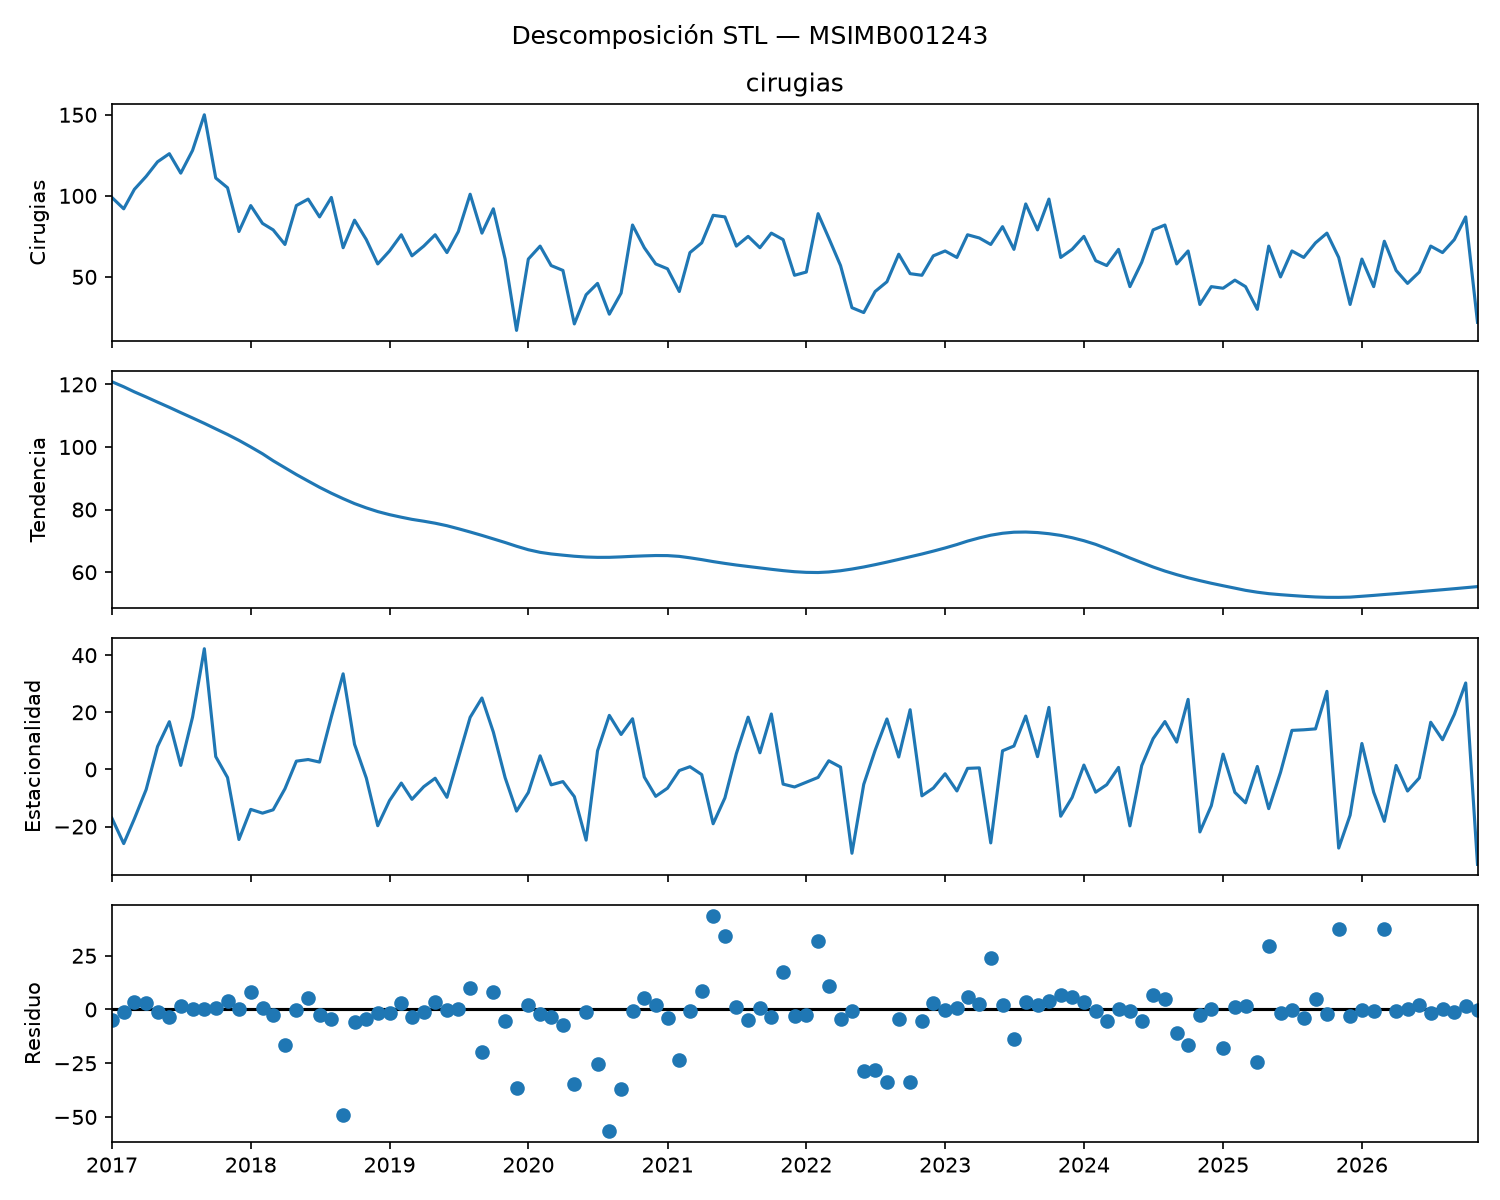 Descomposición STL — MSIMB001243
cirugias
Cirugias
150
100
50
Tendencia
120
100
80
60
Estacionalidad
40
20
0
−20
Residuo
25
0
−25
−50
2017 2018 2019 2020 2021 2022 2023 2024 2025 2026